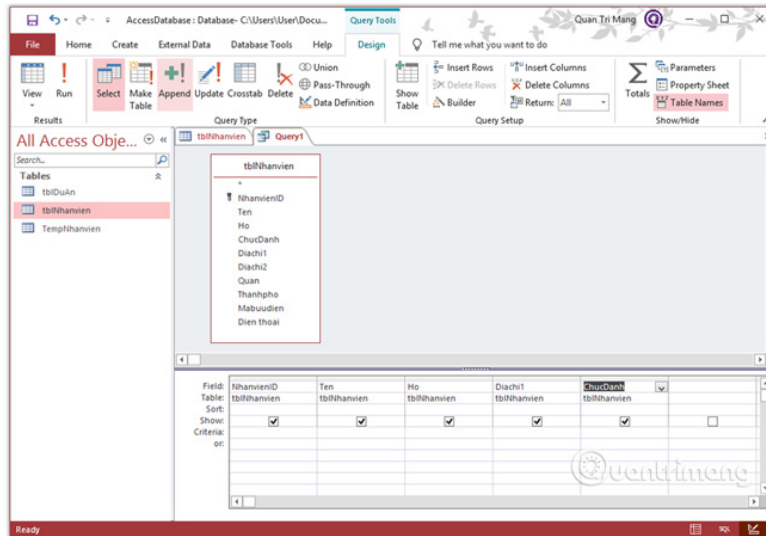 AccessDatabase : Database- C:\Users\User\Docu... Query Tools Quan Tri Mang
File Home Create External Data Database Tools Help Design Tell me what you want to do
View Run Select Make Table Append Update Crosstab Delete Union Pass-Through Data Definition Show Table Insert Rows Delete Rows Builder Insert Columns Delete Columns Return: All Totals Parameters Property Sheet Table Names
Results Query Type Query Setup Show/Hide
All Access Obje... «
tblNhanvien Query1
Search...
Tables
tblDuAn
tblNhanvien
TempNhanvien
tblNhanvien
*
NhanvienID
Ten
Ho
ChucDanh
Diachi1
Diachi2
Quan
Thanhpho
Mabuudien
Dien thoai
Field: NhanvienID Ten Ho Diachi1 ChucDanh
Table: tblNhanvien tblNhanvien tblNhanvien tblNhanvien tblNhanvien
Sort:
Show:
Criteria:
or:
Quantrimang
Ready SQL